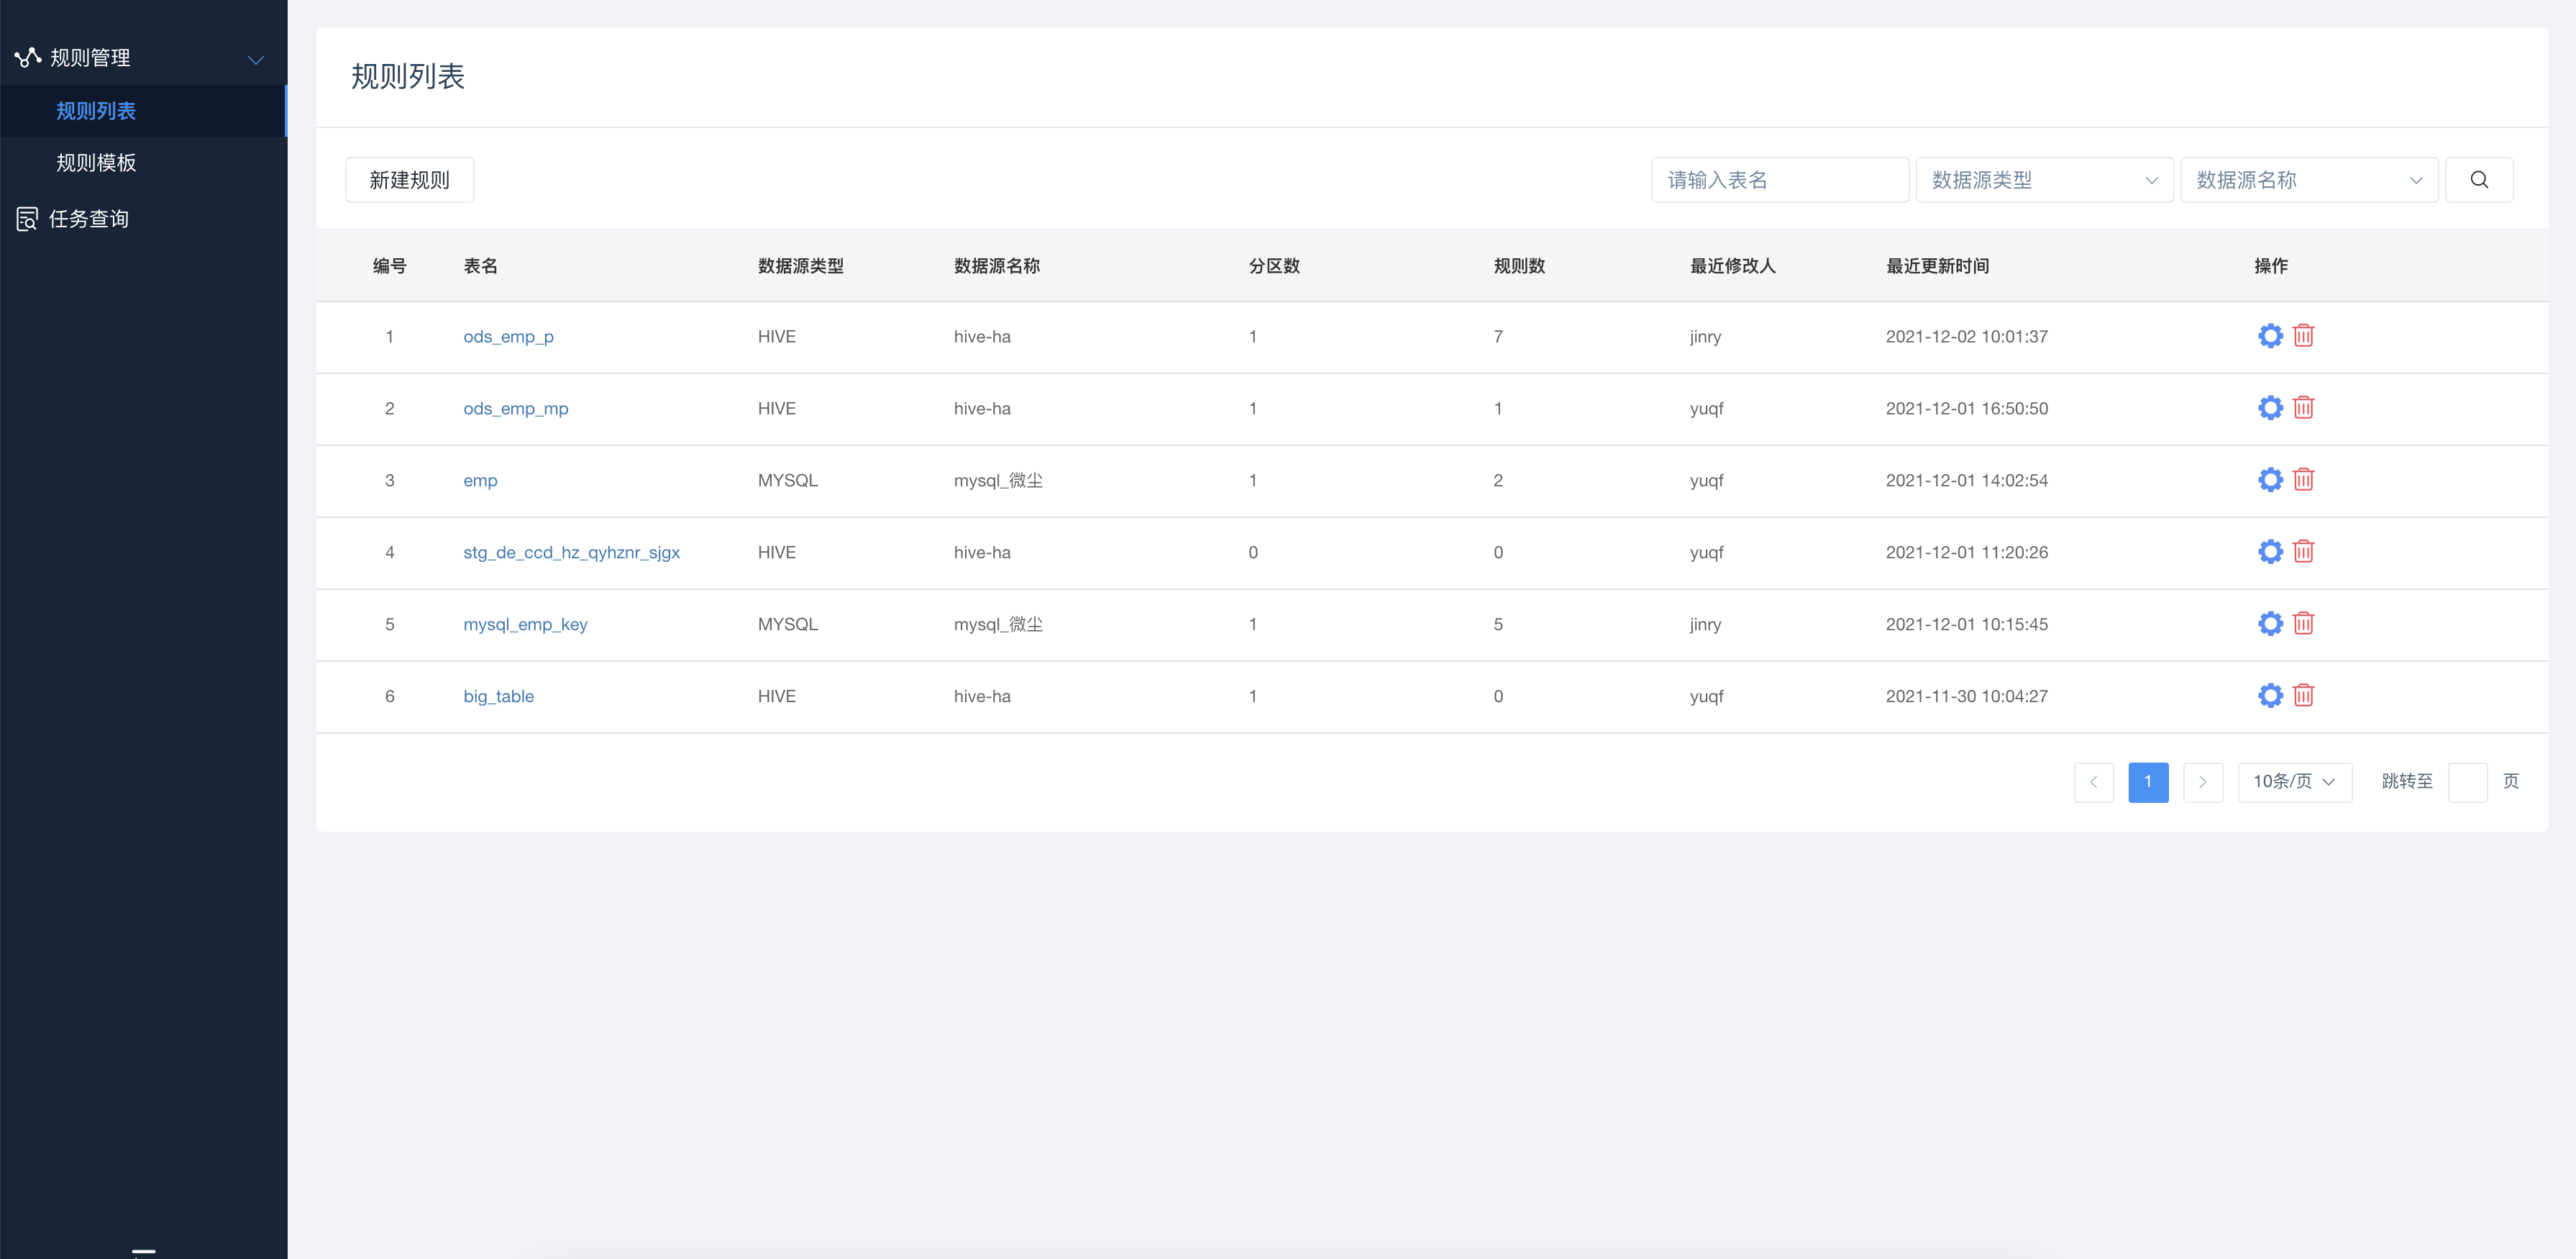 规则管理
规则列表
规则模板
任务查询
规则列表
新建规则 请输入表名 数据源类型 数据源名称
编号 表名 数据源类型 数据源名称 分区数 规则数 最近修改人 最近更新时间 操作
1 ods_emp_p HIVE hive-ha 1 7 jinry 2021-12-02 10:01:37
2 ods_emp_mp HIVE hive-ha 1 1 yuqf 2021-12-01 16:50:50
3 emp MYSQL mysql_微尘 1 2 yuqf 2021-12-01 14:02:54
4 stg_de_ccd_hz_qyhznr_sjgx HIVE hive-ha 0 0 yuqf 2021-12-01 11:20:26
5 mysql_emp_key MYSQL mysql_微尘 1 5 jinry 2021-12-01 10:15:45
6 big_table HIVE hive-ha 1 0 yuqf 2021-11-30 10:04:27
1 10条/页 跳转至 页